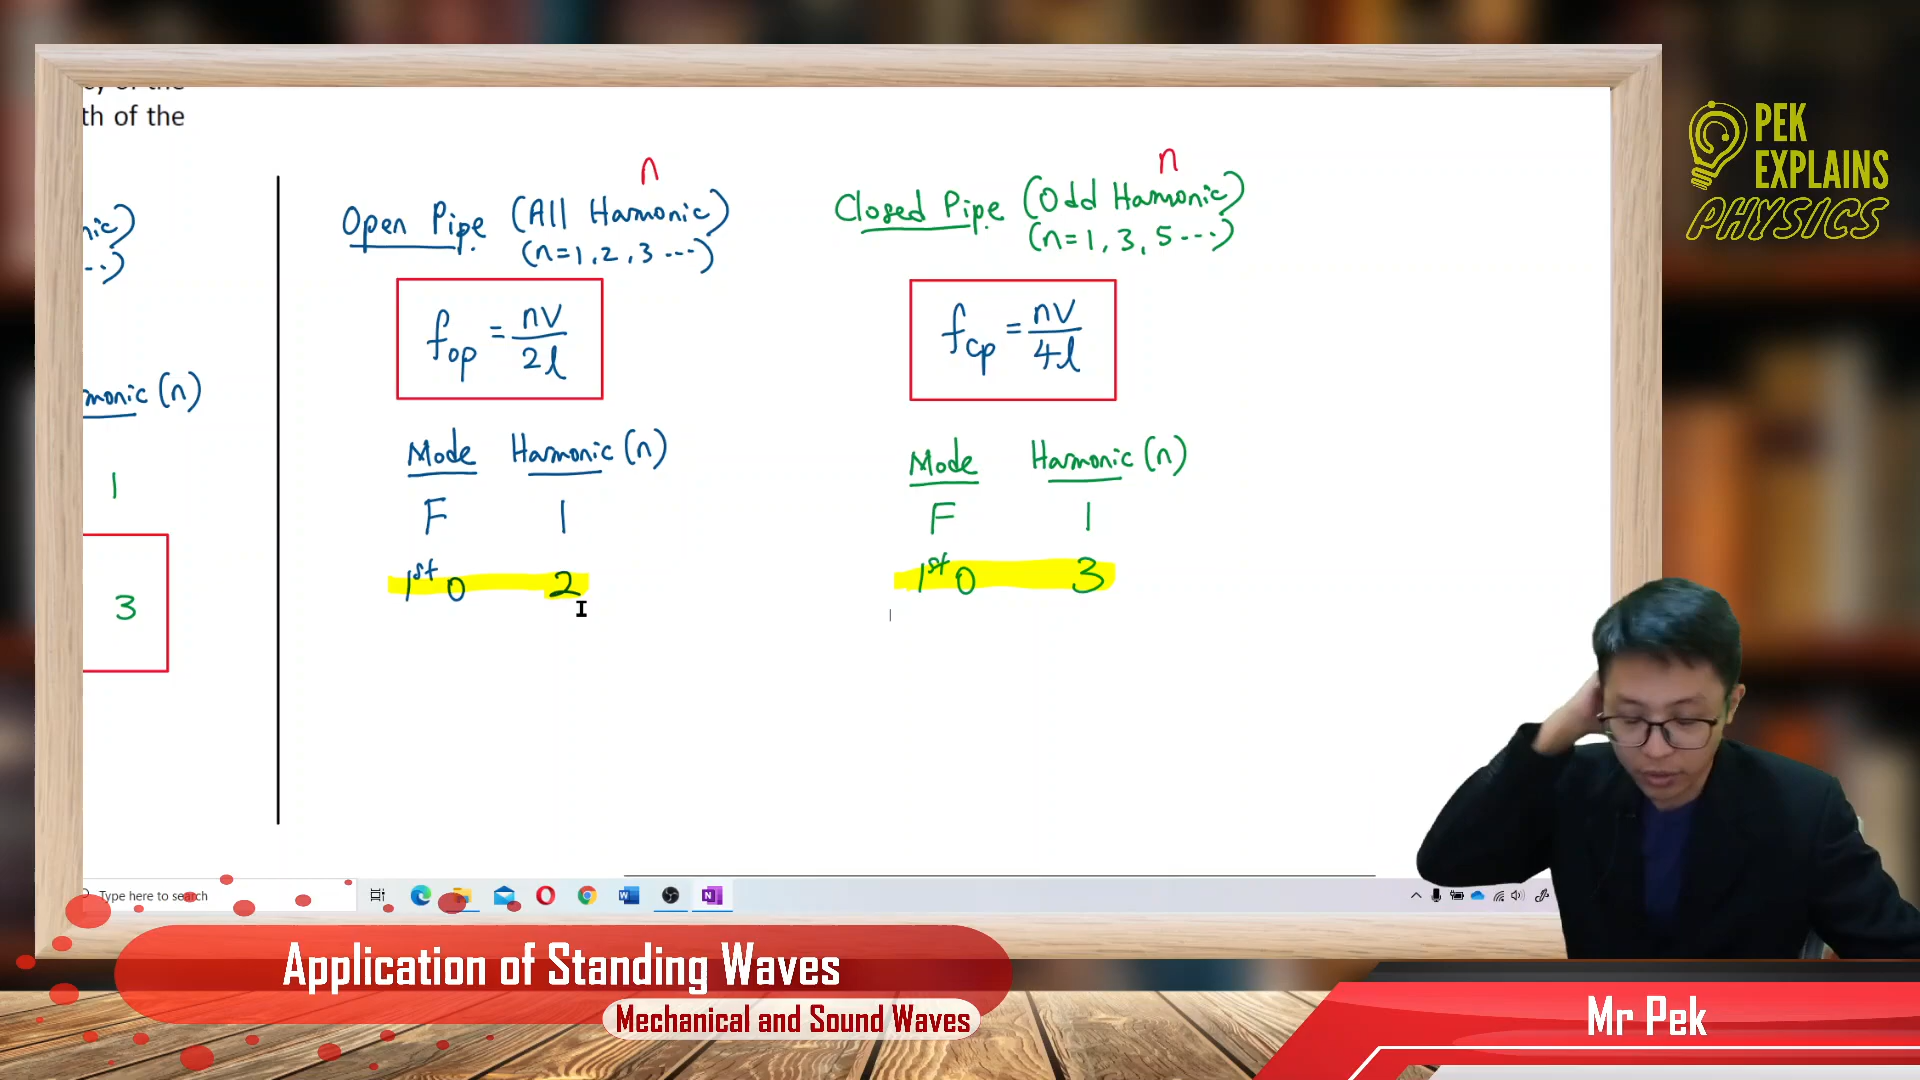 th of the
nic)
...)
monic (n)
1
3
n
Open Pipe (All Harmonic)
(n=1, 2, 3 ...)
f_op = nv/2l
Mode Harmonic (n)
F 1
1st O 2
n
Closed Pipe (Odd Harmonic)
(n=1, 3, 5 ...)
f_cp = nv/4l
Mode Harmonic (n)
F 1
1st O 3
PEK
EXPLAINS
PHYSICS
Type here to search
Application of Standing Waves
Mechanical and Sound Waves
Mr Pek